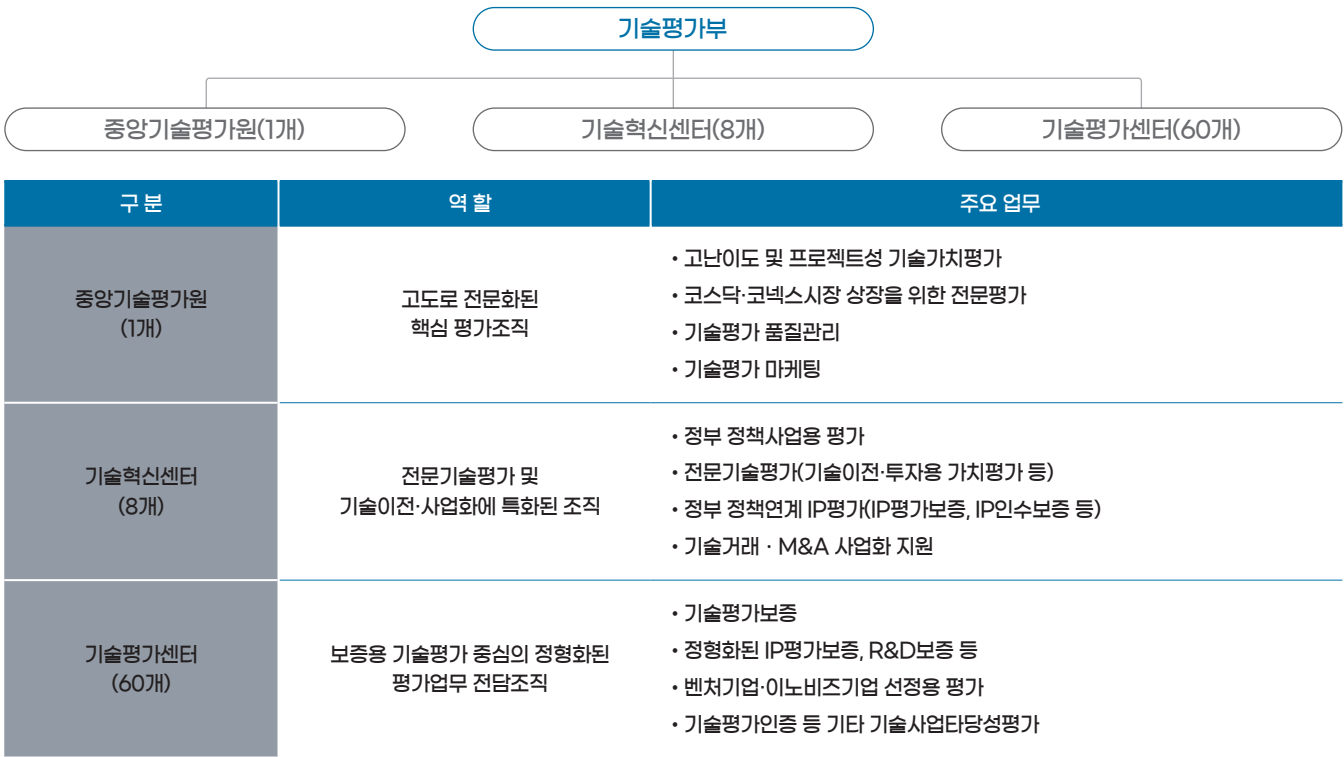 기술평가부
중앙기술평가원(1개)
기술혁신센터(8개)
기술평가센터(60개)
구 분
역 할
주요 업무
중앙기술평가원
(1개)
고도로 전문화된
핵심 평가조직
• 고난이도 및 프로젝트성 기술가치평가
• 코스닥·코넥스시장 상장을 위한 전문평가
• 기술평가 품질관리
• 기술평가 마케팅
기술혁신센터
(8개)
전문기술평가 및
기술이전·사업화에 특화된 조직
• 정부 정책사업용 평가
• 전문기술평가(기술이전·투자용 가치평가 등)
• 정부 정책연계 IP평가(IP평가보증, IP인수보증 등)
• 기술거래 · M&A 사업화 지원
기술평가센터
(60개)
보증용 기술평가 중심의 정형화된
평가업무 전담조직
• 기술평가보증
• 정형화된 IP평가보증, R&D보증 등
• 벤처기업·이노비즈기업 선정용 평가
• 기술평가인증 등 기타 기술사업타당성평가